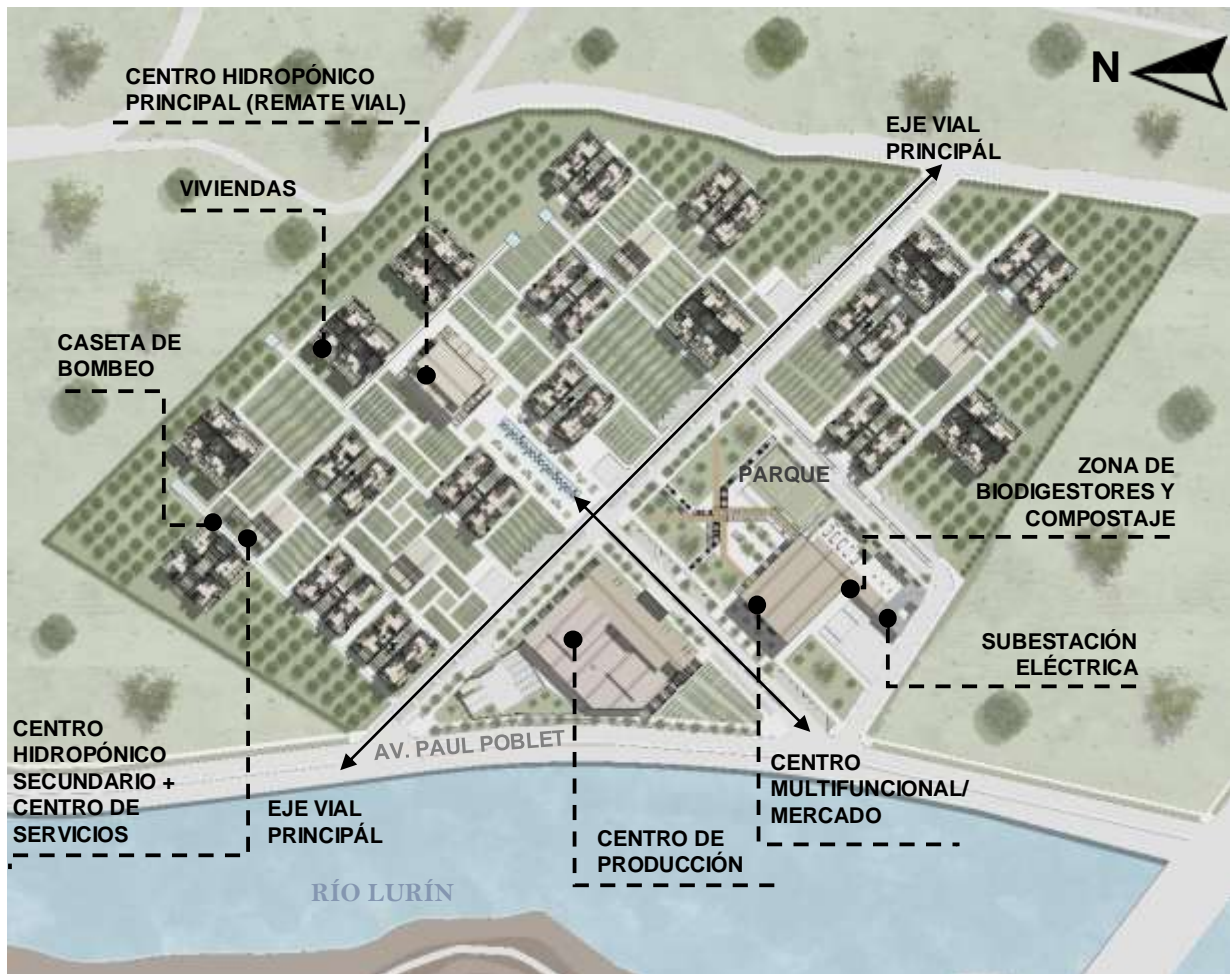 CENTRO HIDROPÓNICO
PRINCIPAL (REMATE VIAL)
N
EJE VIAL
PRINCIPÁL
VIVIENDAS
CASETA DE
BOMBEO
PARQUE
ZONA DE
BIODIGESTORES Y
COMPOSTAJE
SUBESTACIÓN
ELÉCTRICA
CENTRO
HIDROPÓNICO
SECUNDARIO +
CENTRO DE
SERVICIOS
AV. PAUL POBLET
EJE VIAL
PRINCIPÁL
CENTRO
MULTIFUNCIONAL/
MERCADO
CENTRO DE
PRODUCCIÓN
RÍO LURÍN